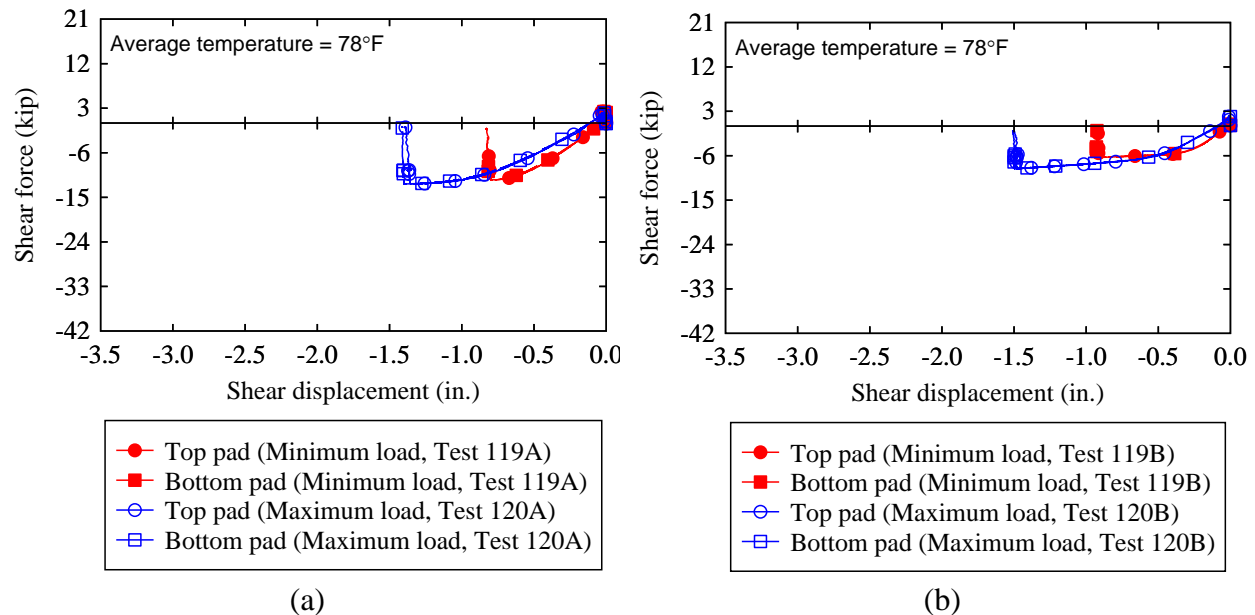 21
12
3
-6
-15
-24
-33
-42
Shear force (kip)
Average temperature = 78°F
-3.5 -3.0 -2.5 -2.0 -1.5 -1.0 -0.5 0.0
Shear displacement (in.)
Top pad (Minimum load, Test 119A)
Bottom pad (Minimum load, Test 119A)
Top pad (Maximum load, Test 120A)
Bottom pad (Maximum load, Test 120A)
(a)
21
12
3
-6
-15
-24
-33
-42
Shear force (kip)
Average temperature = 78°F
-3.5 -3.0 -2.5 -2.0 -1.5 -1.0 -0.5 0.0
Shear displacement (in.)
Top pad (Minimum load, Test 119B)
Bottom pad (Minimum load, Test 119B)
Top pad (Maximum load, Test 120B)
Bottom pad (Maximum load, Test 120B)
(b)